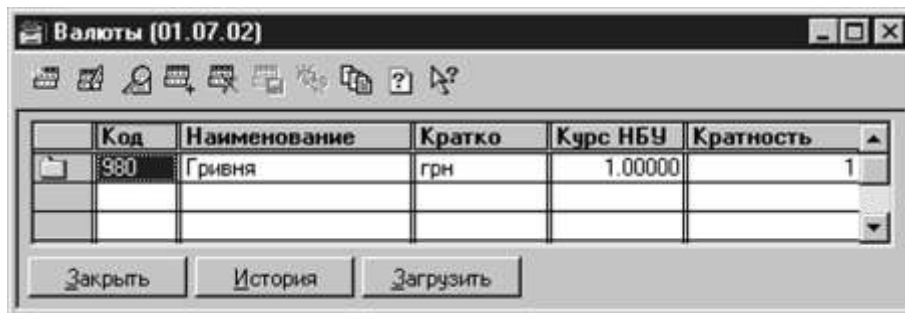 Валюты (01.07.02)
Код Наименование Кратко Курс НБУ Кратность
980 Гривня грн 1.00000 1
Закрыть История Загрузить